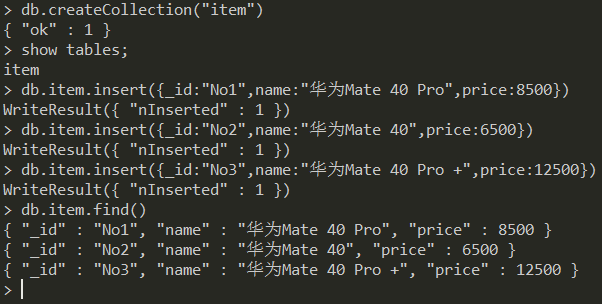 > db.createCollection("item")
{ "ok" : 1 }
> show tables;
item
> db.item.insert({_id:"No1",name:"华为Mate 40 Pro",price:8500})
WriteResult({ "nInserted" : 1 })
> db.item.insert({_id:"No2",name:"华为Mate 40",price:6500})
WriteResult({ "nInserted" : 1 })
> db.item.insert({_id:"No3",name:"华为Mate 40 Pro +",price:12500})
WriteResult({ "nInserted" : 1 })
> db.item.find()
{ "_id" : "No1", "name" : "华为Mate 40 Pro", "price" : 8500 }
{ "_id" : "No2", "name" : "华为Mate 40", "price" : 6500 }
{ "_id" : "No3", "name" : "华为Mate 40 Pro +", "price" : 12500 }
>